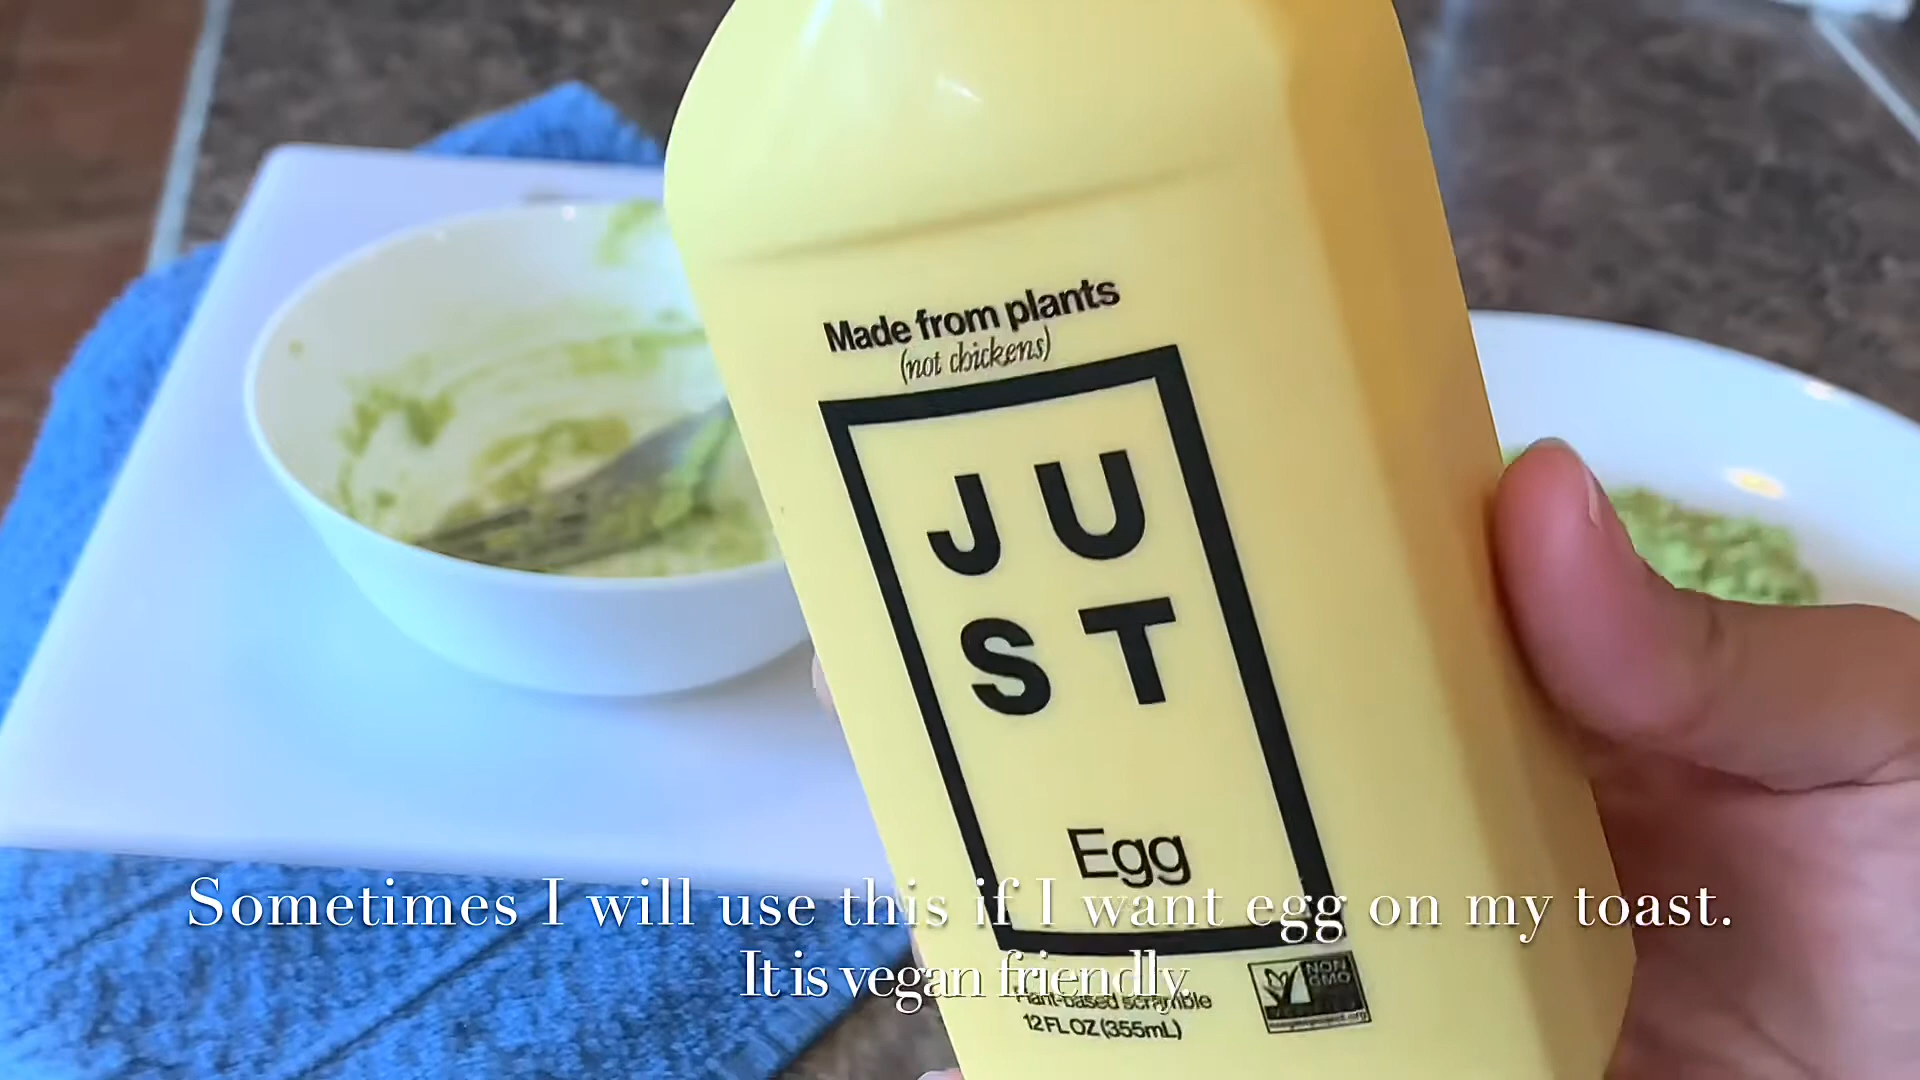 Made from plants
(not chickens)
JU
ST
Egg
Sometimes I will use this if I want egg on my toast.
It is vegan friendly.
Plant-based scramble
12 FL OZ (355mL)
NON
GMO